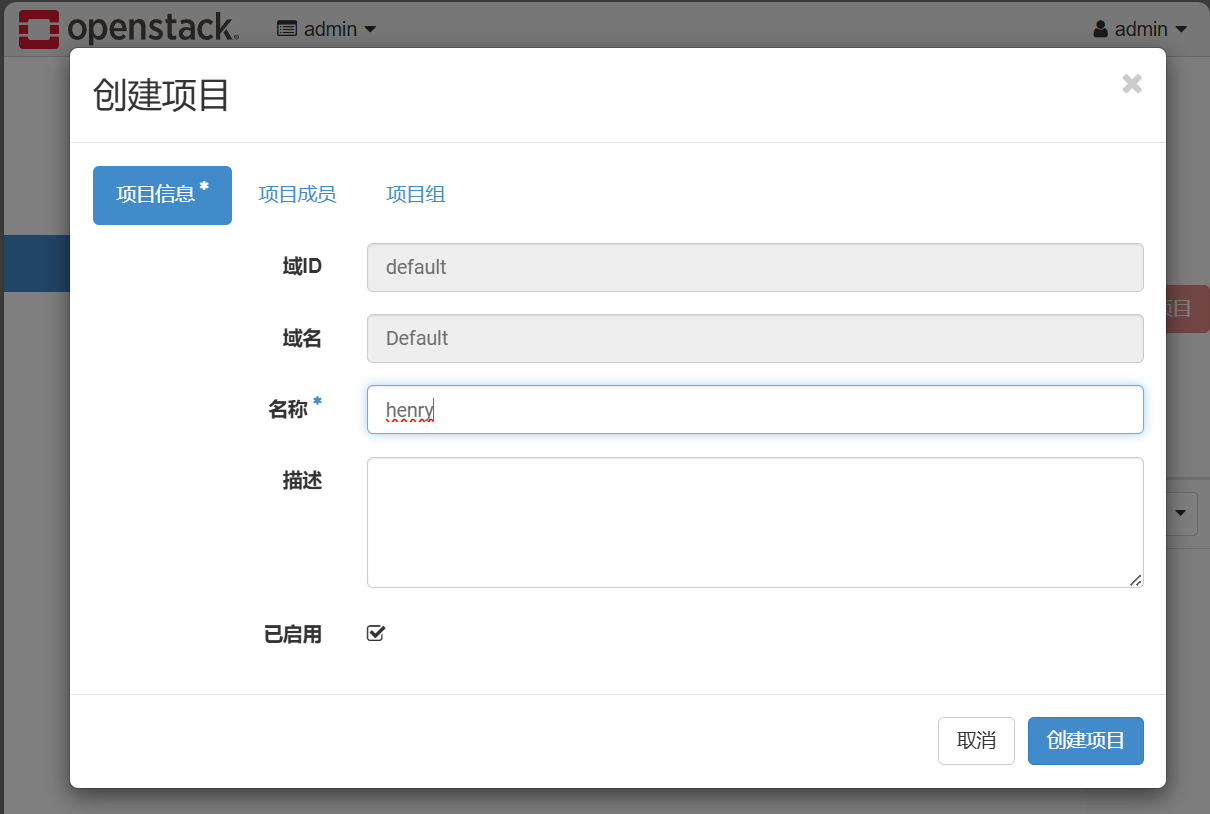 openstack. admin admin
创建项目
项目信息 * 项目成员 项目组
域ID default
域名 Default
项目
名称 * henry
描述
已启用
取消 创建项目